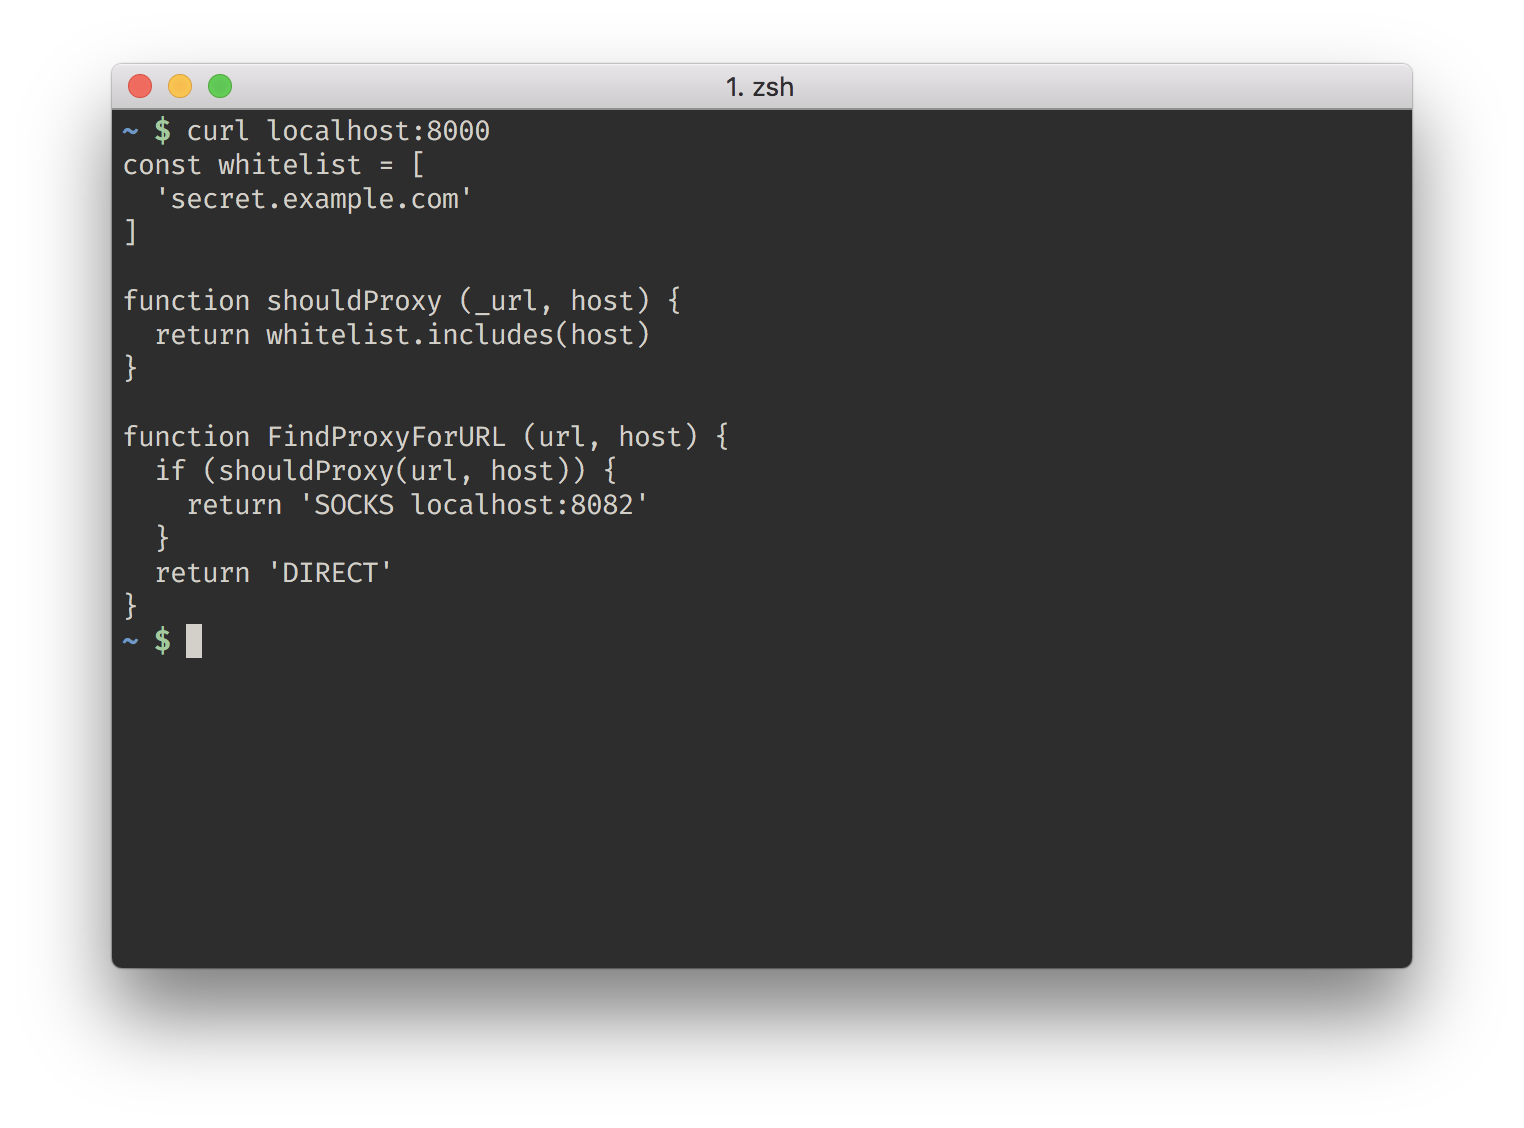 1. zsh
~ $ curl localhost:8000
const whitelist = [
  'secret.example.com'
]

function shouldProxy (_url, host) {
  return whitelist.includes(host)
}

function FindProxyForURL (url, host) {
  if (shouldProxy(url, host)) {
    return 'SOCKS localhost:8082'
  }
  return 'DIRECT'
}
~ $